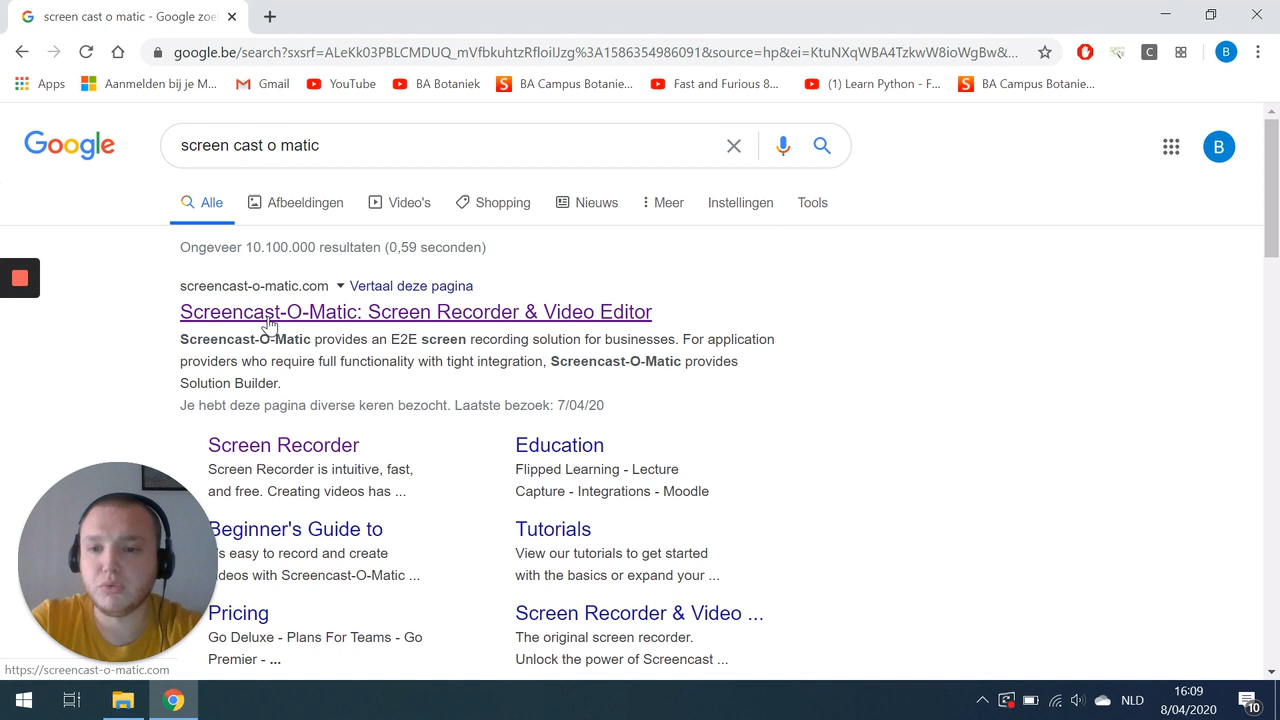 screen cast o matic - Google zoe
google.be/search?sxsrf=ALeKk03PBLCMDUQ_mVfbkuhtzRfloiIJzg%3A1586354986091&source=hp&ei=KtuNXqWBA4TzkwW8ioWgBw&...
C
B
Apps
Aanmelden bij je M...
Gmail
YouTube
BA Botaniek
BA Campus Botanie...
Fast and Furious 8...
(1) Learn Python - F...
BA Campus Botanie...
Google
screen cast o matic
B
Alle
Afbeeldingen
Video's
Shopping
Nieuws
Meer
Instellingen
Tools
Ongeveer 10.100.000 resultaten (0,59 seconden)
screencast-o-matic.com
Vertaal deze pagina
Screencast-O-Matic: Screen Recorder & Video Editor
Screencast-O-Matic provides an E2E screen recording solution for businesses. For application
providers who require full functionality with tight integration, Screencast-O-Matic provides
Solution Builder.
Je hebt deze pagina diverse keren bezocht. Laatste bezoek: 7/04/20
Screen Recorder
Screen Recorder is intuitive, fast,
and free. Creating videos has ...
Education
Flipped Learning - Lecture
Capture - Integrations - Moodle
Beginner's Guide to
's easy to record and create
deos with Screencast-O-Matic ...
Tutorials
View our tutorials to get started
with the basics or expand your ...
Pricing
Go Deluxe - Plans For Teams - Go
Premier - ...
Screen Recorder & Video ...
The original screen recorder.
Unlock the power of Screencast ...
https://screencast-o-matic.com
NLD
16:09
8/04/2020
10